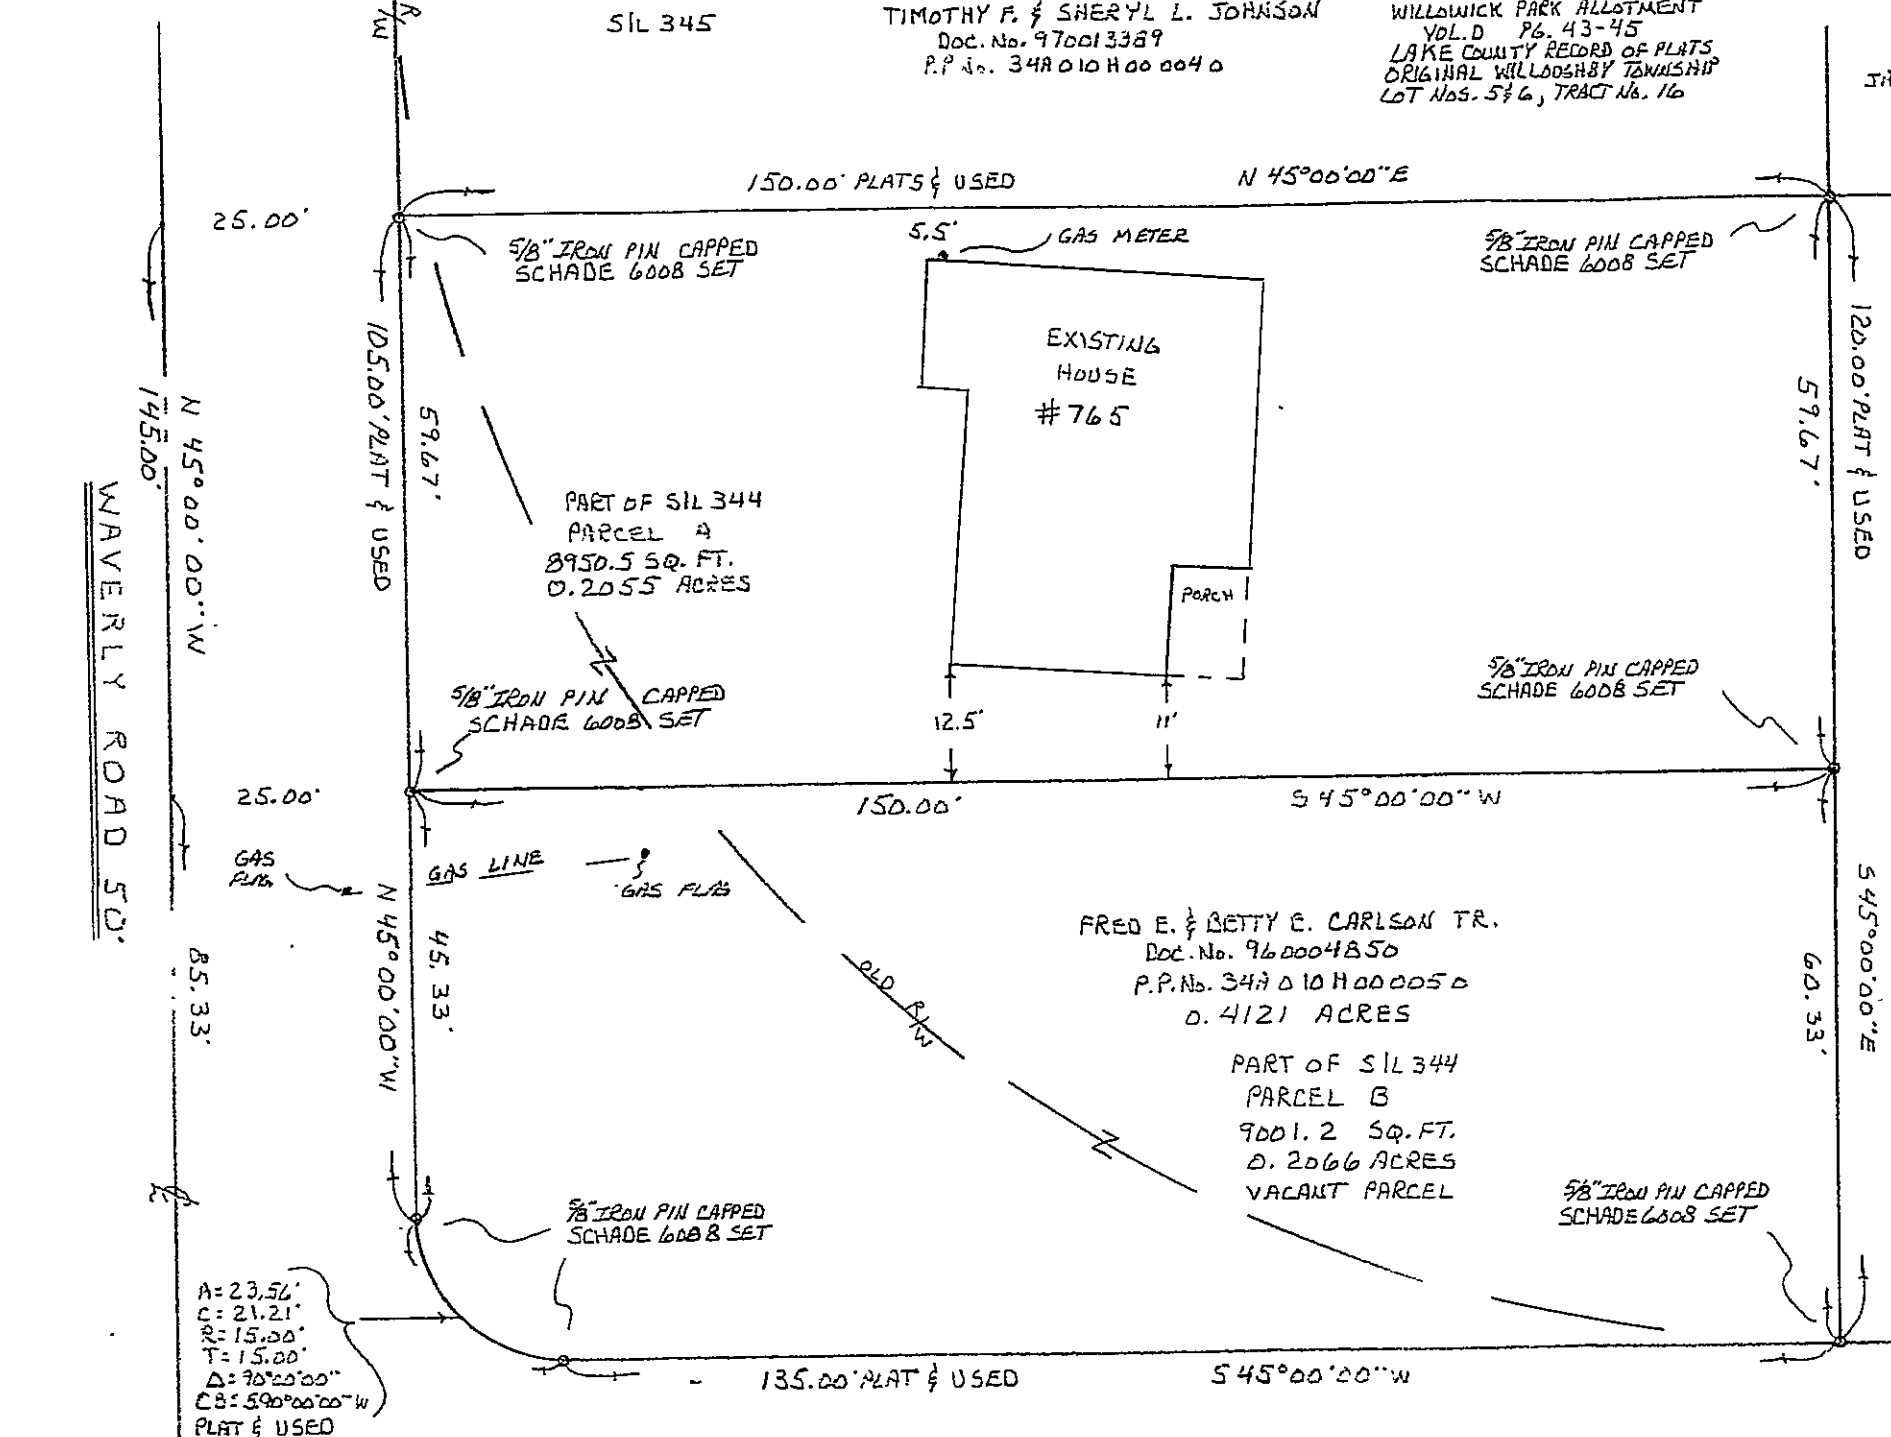 R/W
S/L 345
TIMOTHY F. & SHERYL L. JOHNSON
DOC. No. 970013389
P.P No. 34A010H000040
WILLOWICK PARK ALLOTMENT
VOL.D PG. 43-45
LAKE COUNTY RECORD OF PLATS
ORIGINAL WILLOUGHBY TOWNSHIP
LOT NOS. 5&6, TRACT No. 16
150.00' PLATS & USED
N 45°00'00"E
25.00'
5/8" IRON PIN CAPPED
SCHADE 6008 SET
5.5'
GAS METER
5/8" IRON PIN CAPPED
SCHADE 6008 SET
EXISTING
HOUSE
#765
105.00' PLAT & USED
59.67'
120.00' PLAT & USED
59.67'
N 45°00'00"W
145.00'
WAVERLY ROAD 50'
PART OF S/L 344
PARCEL A
8950.5 SQ. FT.
0.2055 ACRES
PORCH
5/8" IRON PIN CAPPED
SCHADE 6008 SET
5/8" IRON PIN CAPPED
SCHADE 6008 SET
12.5'
11'
25.00'
150.00'
S 45°00'00" W
GAS
FLAG
GAS LINE
GAS FLAG
N 45°00'00"W
45.33'
85.33'
OLD R/W
FRED E. & BETTY E. CARLSON TR.
DOC. No. 960004850
P.P. No. 34A010H000050
0.4121 ACRES
S 45°00'00"E
60.33'
PART OF S/L 344
PARCEL B
9001.2 SQ. FT.
0.2066 ACRES
VACANT PARCEL
5/8" IRON PIN CAPPED
SCHADE 6008 SET
5/8" IRON PIN CAPPED
SCHADE 6008 SET
A=23.56'
C=21.21'
R=15.00'
T=15.00'
Δ=90°00'00"
CB=S90°00'00"W
PLAT & USED
135.00' PLAT & USED
S 45°00'00"W